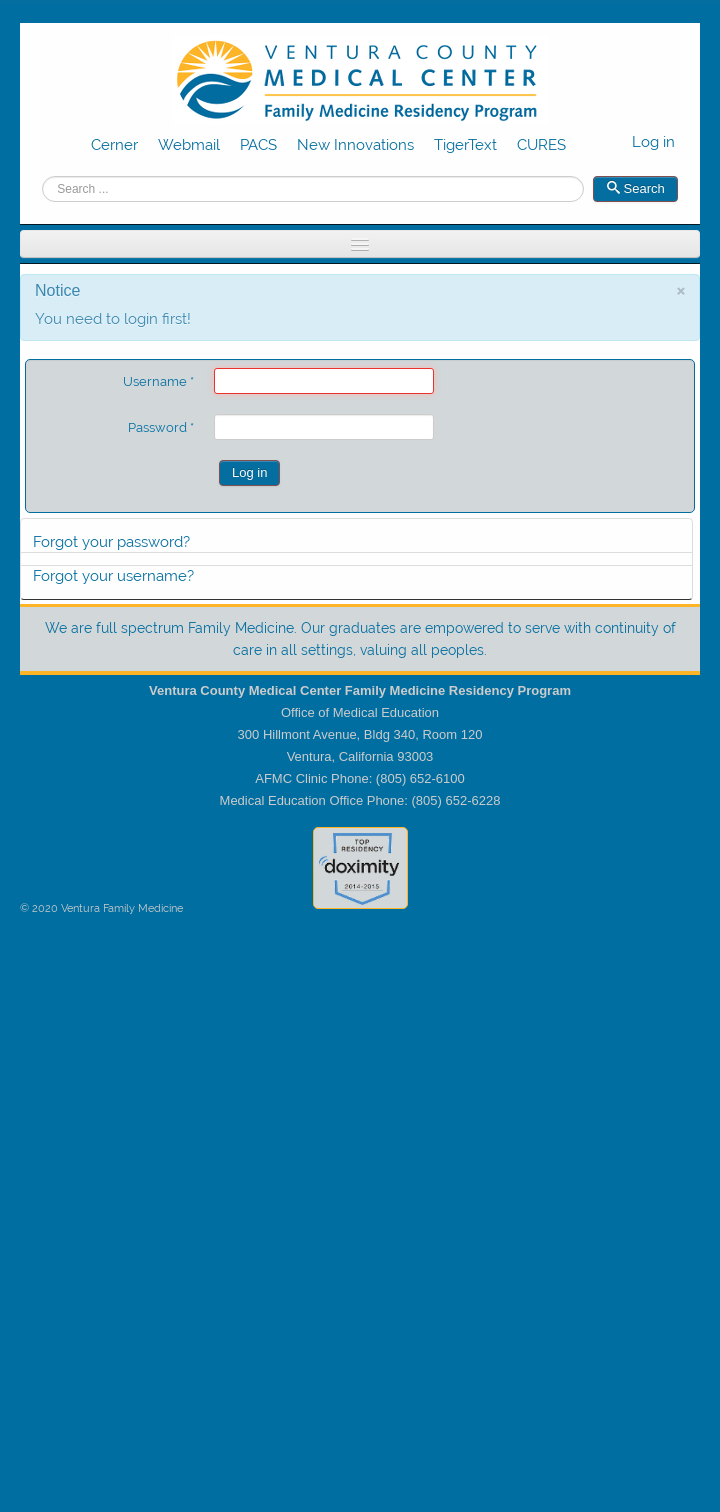 VENTURA COUNTY
MEDICAL CENTER
Family Medicine Residency Program
Cerner Webmail PACS New Innovations TigerText CURES Log in
Search ... Search
Notice ×
You need to login first!
Username *
Password *
Log in
Forgot your password?
Forgot your username?
We are full spectrum Family Medicine. Our graduates are empowered to serve with continuity of
care in all settings, valuing all peoples.
Ventura County Medical Center Family Medicine Residency Program
Office of Medical Education
300 Hillmont Avenue, Bldg 340, Room 120
Ventura, California 93003
AFMC Clinic Phone: (805) 652-6100
Medical Education Office Phone: (805) 652-6228
TOP
RESIDENCY
doximity
2014-2015
© 2020 Ventura Family Medicine